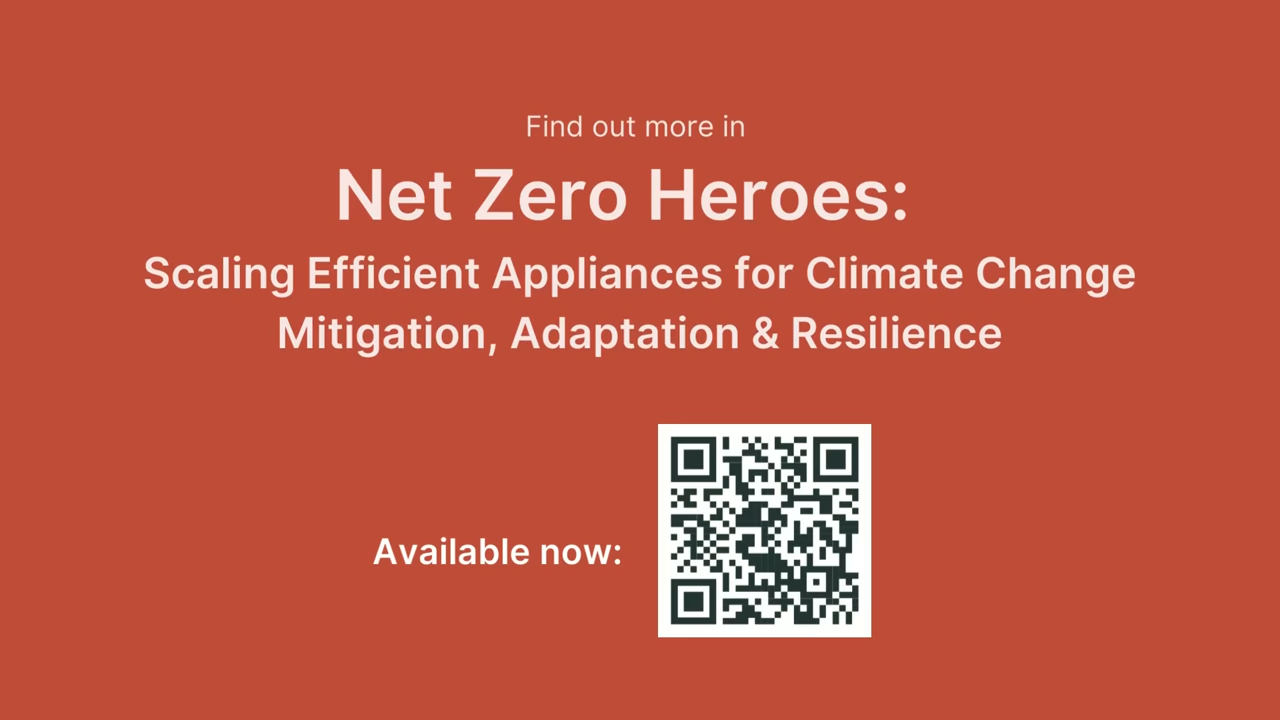 Find out more in
Net Zero Heroes:
Scaling Efficient Appliances for Climate Change
Mitigation, Adaptation & Resilience
Available now: